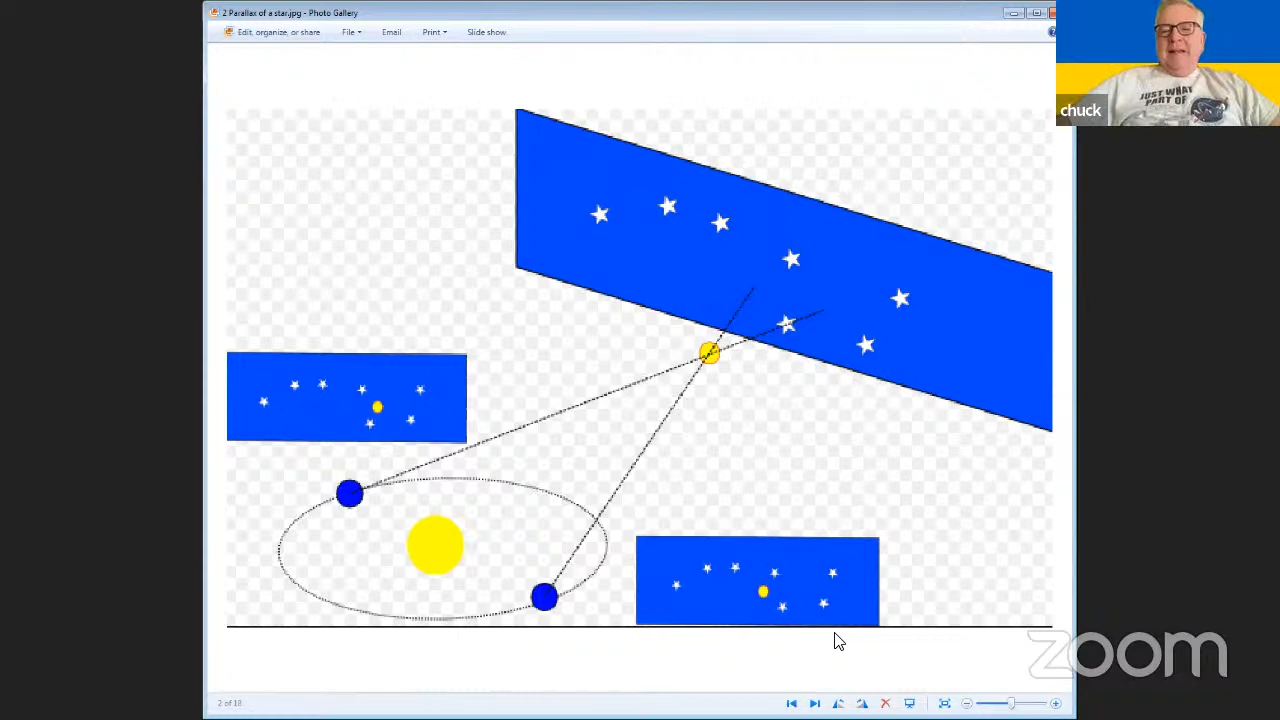 2 Parallax of a star.jpg - Photo Gallery
Edit, organize, or share File Email Print Slide show
chuck
JUST WHAT
PART OF
2 of 18
zoom